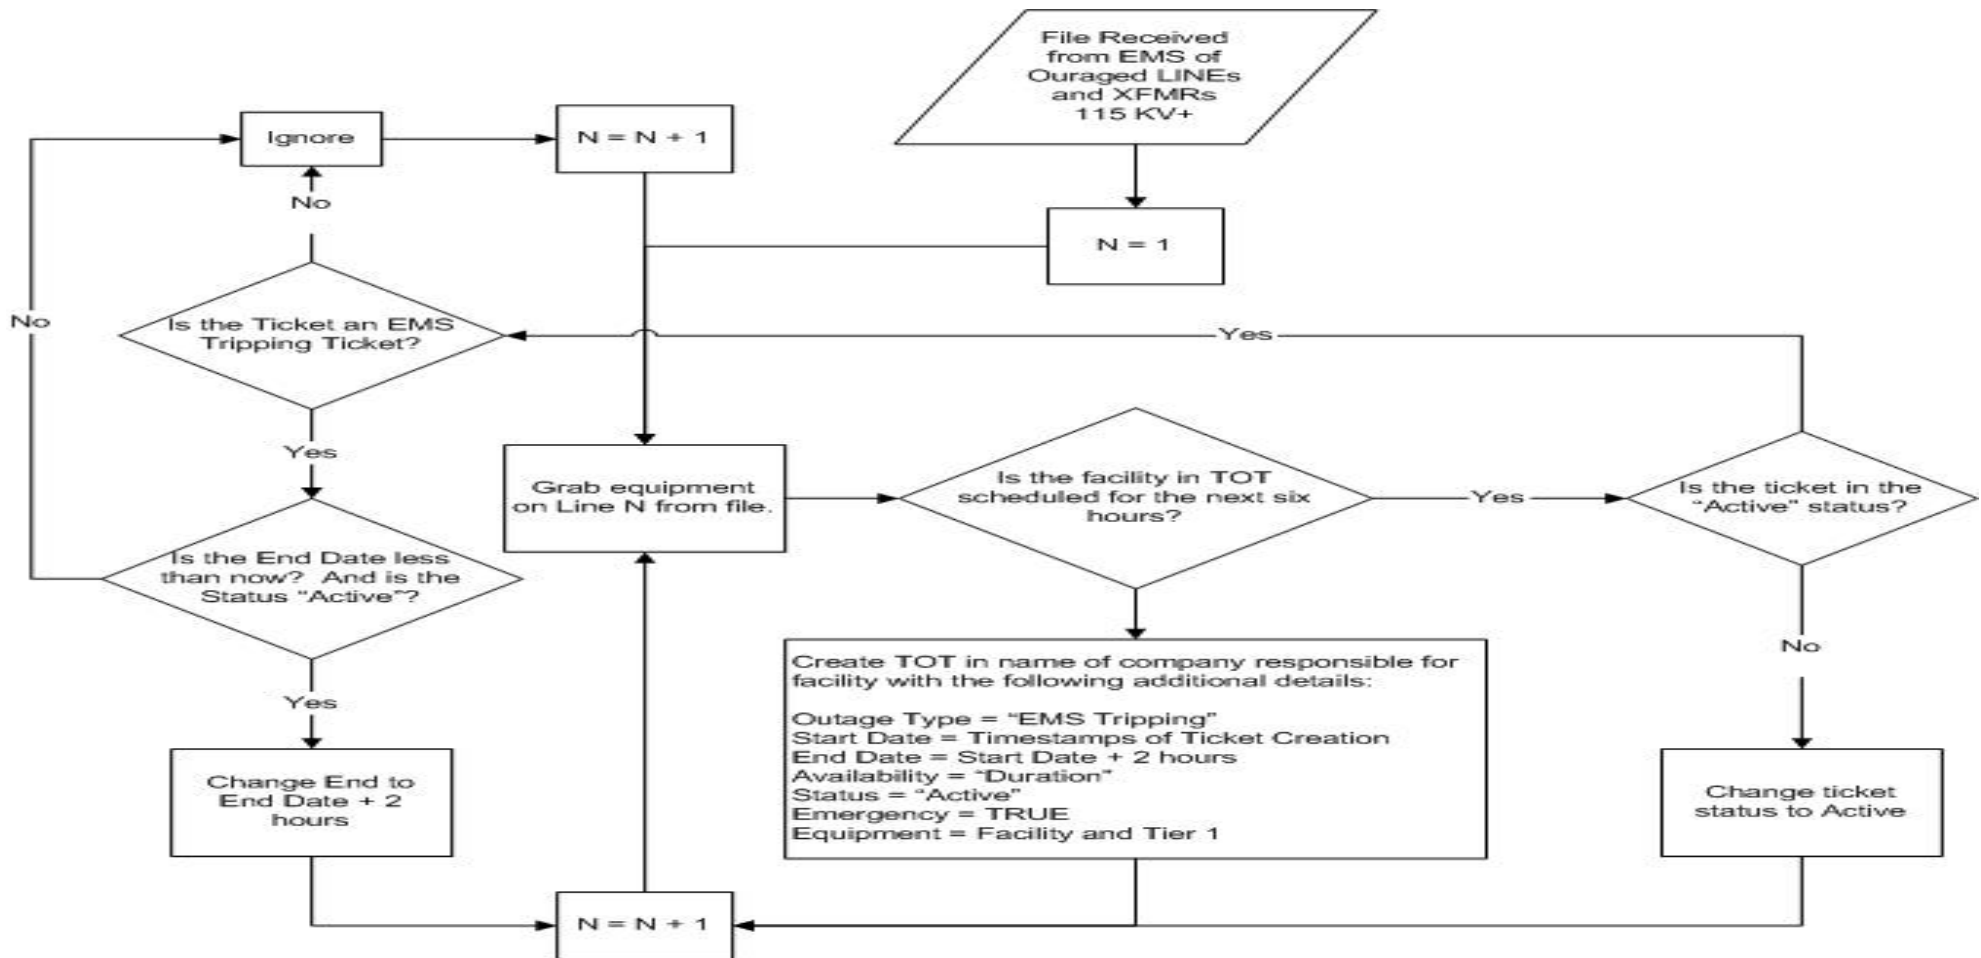 File Received
from EMS of
Ouraged LINEs
and XFMRs
115 KV+
Ignore
N = N + 1
No
N = 1
No
Is the Ticket an EMS
Tripping Ticket?
Yes
Yes
Grab equipment
on Line N from file.
Is the facility in TOT
scheduled for the next six
hours?
Yes
Is the ticket in the
“Active” status?
Is the End Date less
than now? And is the
Status “Active”?
No
Yes
Create TOT in name of company responsible for
facility with the following additional details:
Outage Type = “EMS Tripping”
Start Date = Timestamps of Ticket Creation
End Date = Start Date + 2 hours
Availability = “Duration”
Status = “Active”
Emergency = TRUE
Equipment = Facility and Tier 1
Change End to
End Date + 2
hours
Change ticket
status to Active
N = N + 1